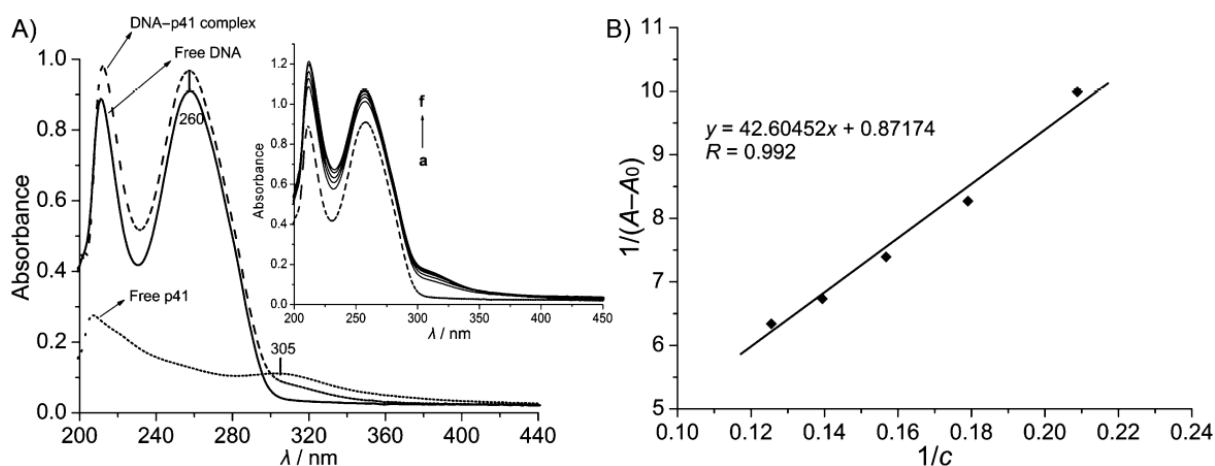 A)
DNA–p41 complex
Free DNA
1.0
0.8
0.6
0.4
0.2
0.0
Absorbance
260
Free p41
305
200 240 280 320 360 400 440
λ / nm
1.2
1.0
0.8
0.6
0.4
0.2
0.0
Absorbance
f
a
200 250 300 350 400 450
λ / nm
B)
11
10
9
8
7
6
5
1/(A–A0)
y = 42.60452x + 0.87174
R = 0.992
0.10 0.12 0.14 0.16 0.18 0.20 0.22 0.24
1/c